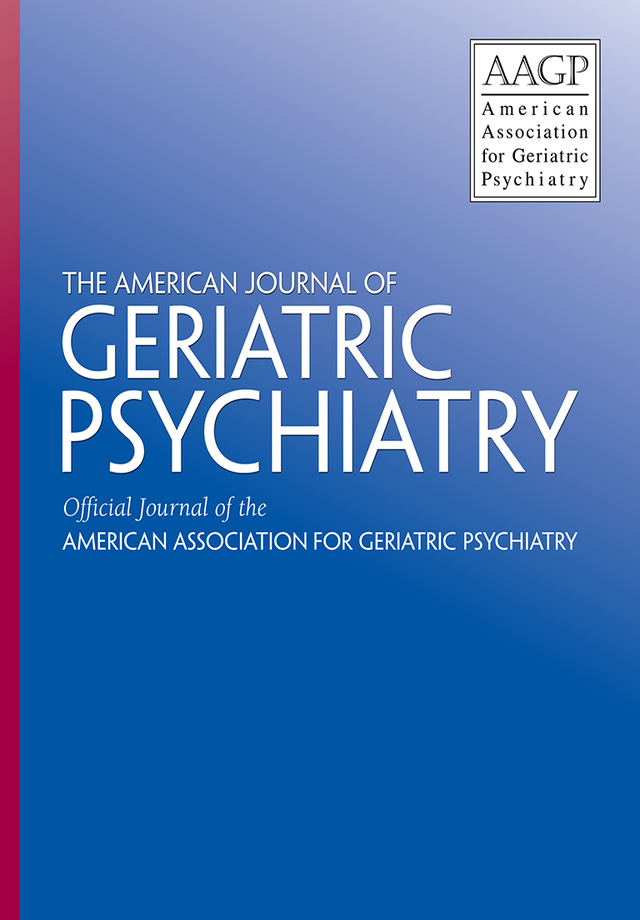 AAGP
American
Association
for Geriatric
Psychiatry
THE AMERICAN JOURNAL OF
GERIATRIC
PSYCHIATRY
Official Journal of the
AMERICAN ASSOCIATION FOR GERIATRIC PSYCHIATRY